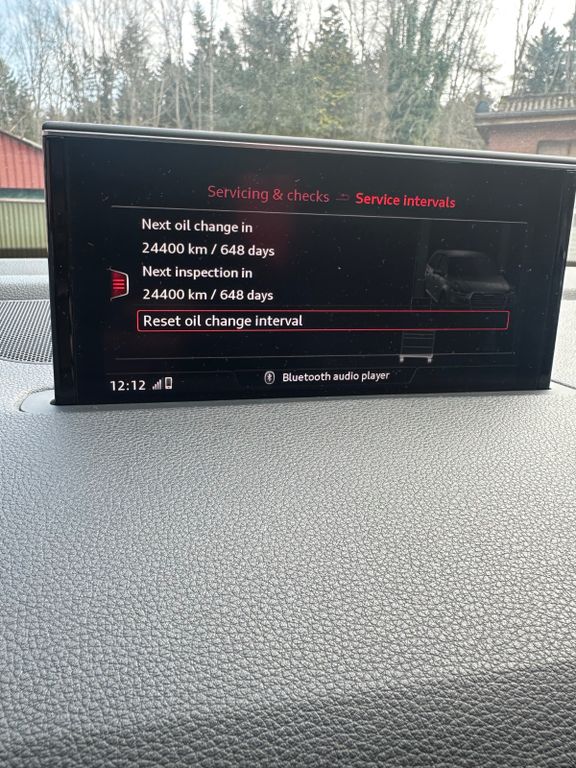 Servicing & checks Service intervals
Next oil change in
24400 km / 648 days
Next inspection in
24400 km / 648 days
Reset oil change interval
12:12 Bluetooth audio player